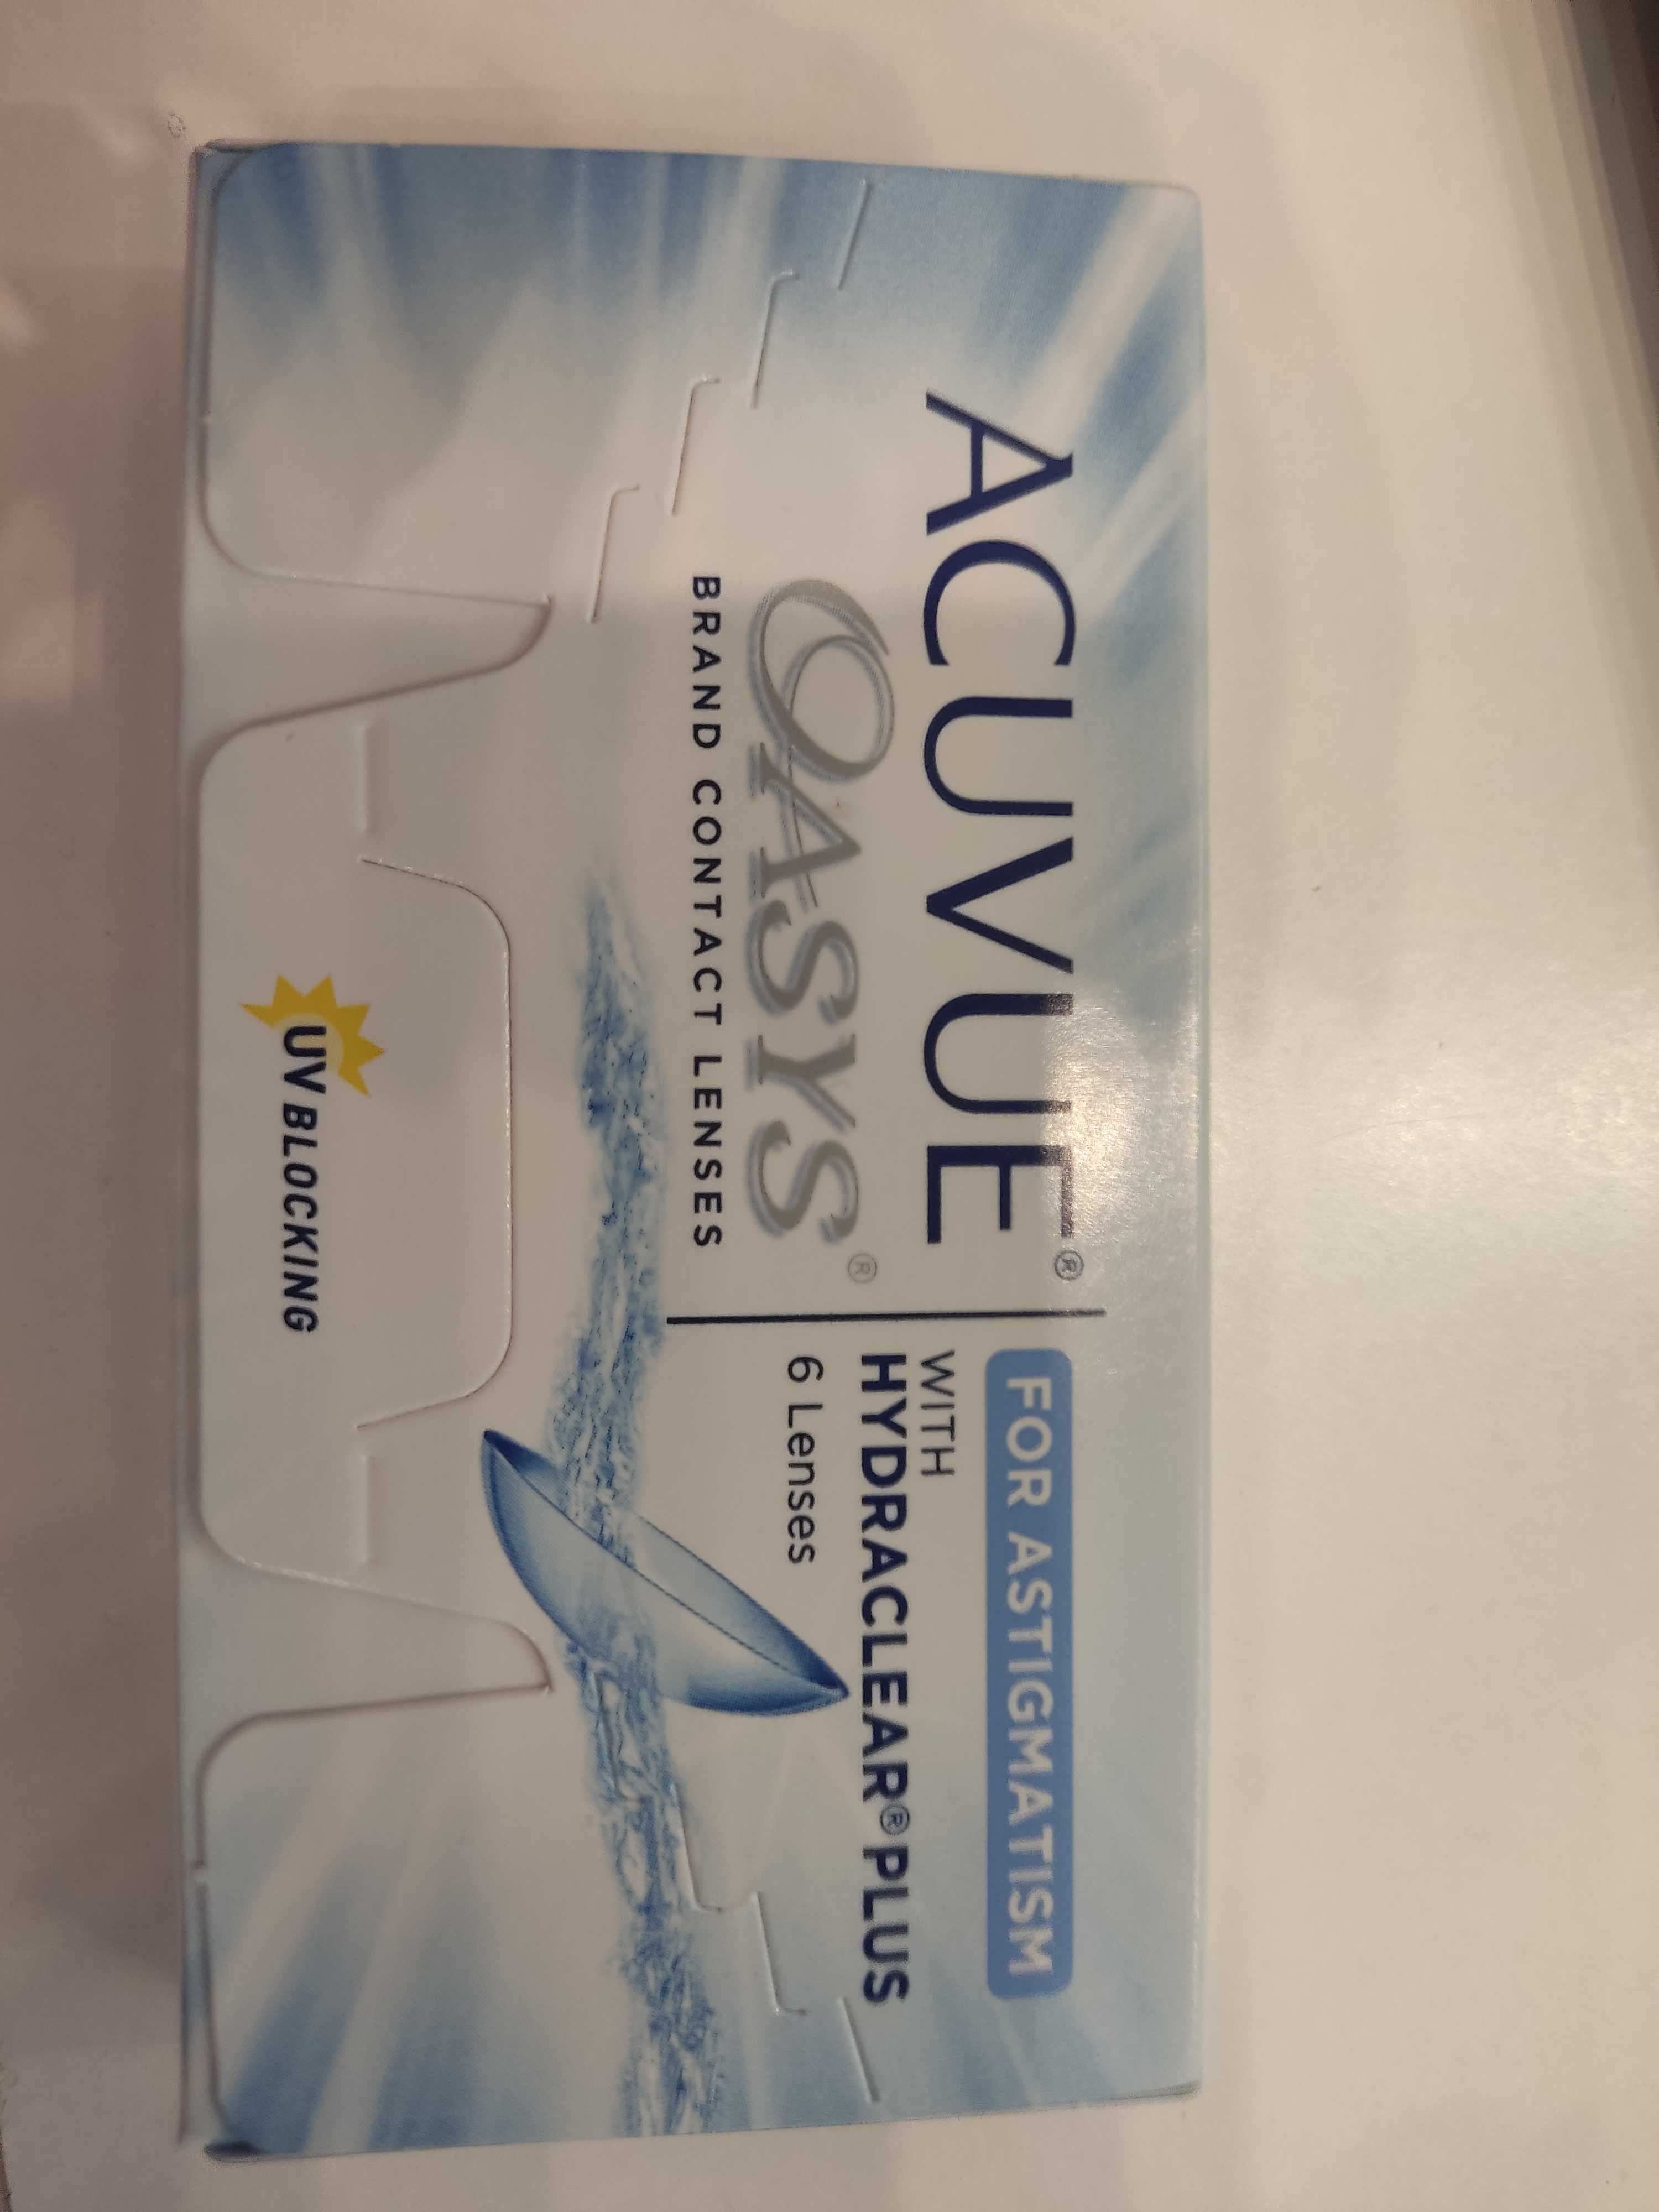 ACUVUE®
OASYS®
BRAND CONTACT LENSES
FOR ASTIGMATISM
WITH
HYDRACLEAR® PLUS
6 Lenses
UV BLOCKING